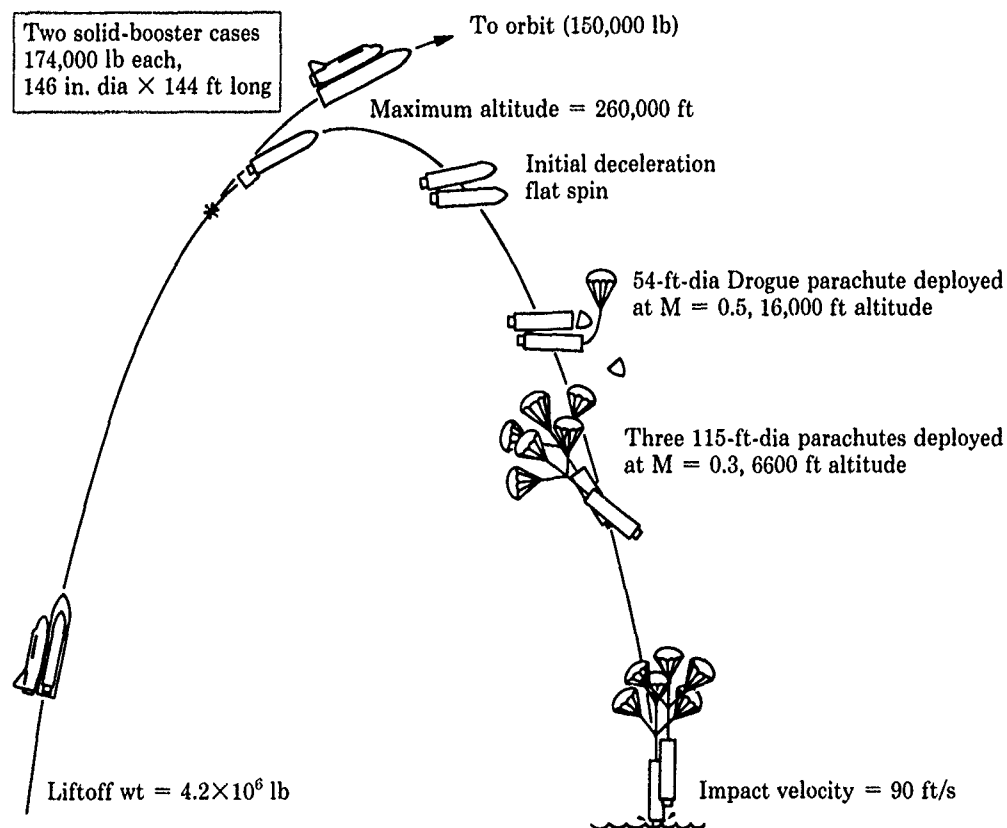 Two solid-booster cases
174,000 lb each,
146 in. dia × 144 ft long
To orbit (150,000 lb)
Maximum altitude = 260,000 ft
Initial deceleration
flat spin
54-ft-dia Drogue parachute deployed
at M = 0.5, 16,000 ft altitude
Three 115-ft-dia parachutes deployed
at M = 0.3, 6600 ft altitude
Liftoff wt = 4.2×10⁶ lb
Impact velocity = 90 ft/s